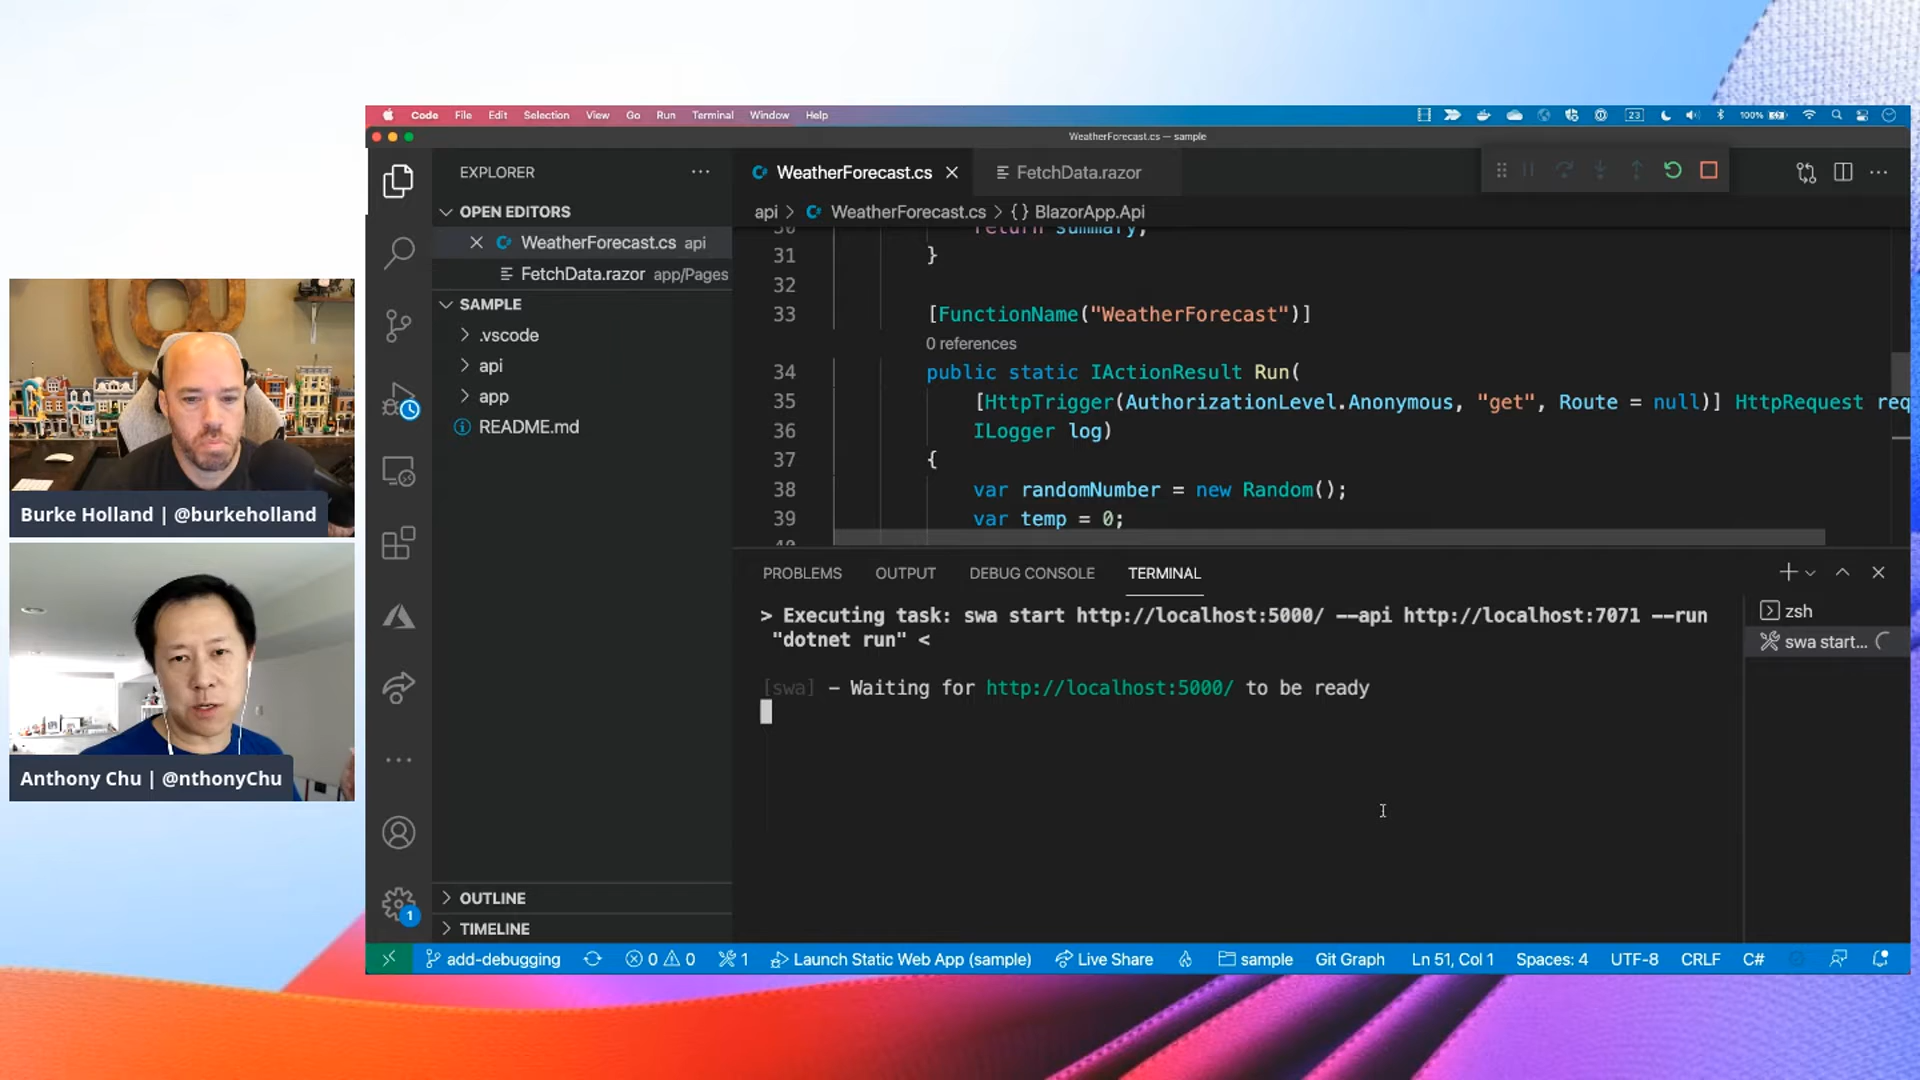 Code File Edit Selection View Go Run Terminal Window Help
23
100%
WeatherForecast.cs — sample
EXPLORER
OPEN EDITORS
WeatherForecast.cs api
FetchData.razor app/Pages
SAMPLE
.vscode
api
app
README.md
OUTLINE
TIMELINE
WeatherForecast.cs
FetchData.razor
api > WeatherForecast.cs > {} BlazorApp.Api
30 return summary;
31 }
32
33 [FunctionName("WeatherForecast")]
0 references
34 public static IActionResult Run(
35 [HttpTrigger(AuthorizationLevel.Anonymous, "get", Route = null)] HttpRequest req
36 ILogger log)
37 {
38 var randomNumber = new Random();
39 var temp = 0;
40
PROBLEMS OUTPUT DEBUG CONSOLE TERMINAL
> Executing task: swa start http://localhost:5000/ --api http://localhost:7071 --run
"dotnet run" <
[swa] - Waiting for http://localhost:5000/ to be ready
zsh
swa start...
Burke Holland | @burkeholland
Anthony Chu | @nthonyChu
1
add-debugging 0 0 1 Launch Static Web App (sample) Live Share sample Git Graph Ln 51, Col 1 Spaces: 4 UTF-8 CRLF C#